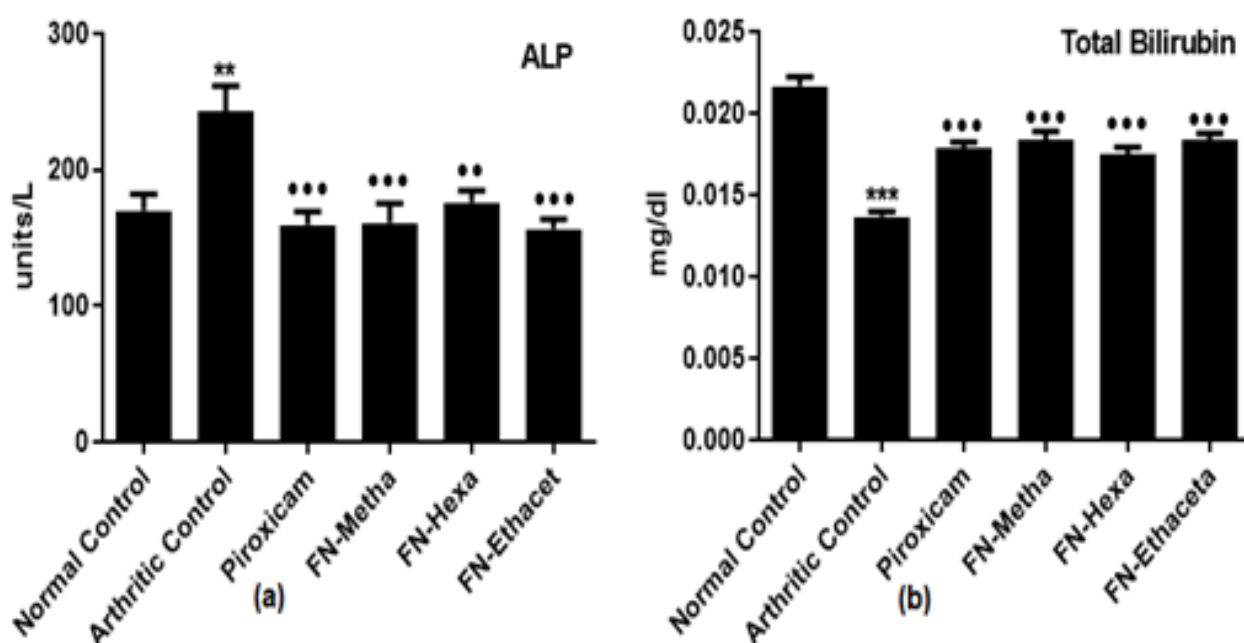 ALP
units/L
300
200
100
0
**
●●●
●●●
●●
●●●
Normal Control
Arthritic Control
Piroxicam
FN-Metha
FN-Hexa
FN-Ethacet
(a)
Total Bilirubin
mg/dl
0.025
0.020
0.015
0.010
0.005
0.000
***
●●●
●●●
●●●
●●●
Normal Control
Arthritic Control
Piroxicam
FN-Metha
FN-Hexa
FN-Ethaceta
(b)